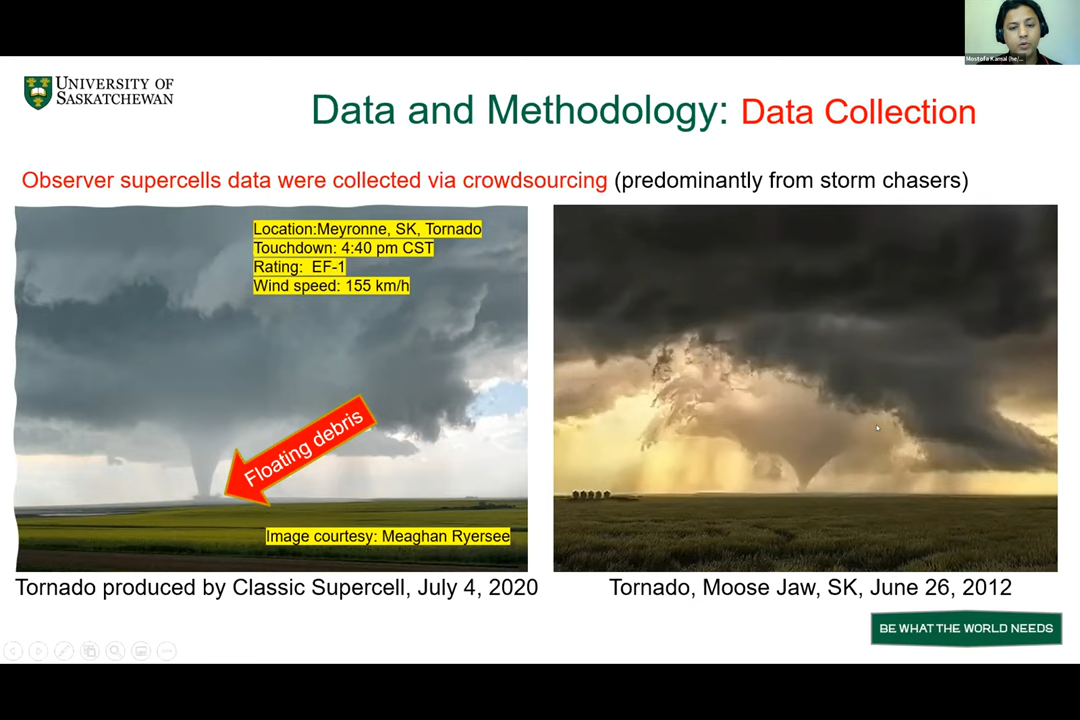 Mostofa Kamal (he/...
UNIVERSITY OF
SASKATCHEWAN
Data and Methodology: Data Collection
Observer supercells data were collected via crowdsourcing (predominantly from storm chasers)
Location:Meyronne, SK, Tornado
Touchdown: 4:40 pm CST
Rating: EF-1
Wind speed: 155 km/h
Floating debris
Image courtesy: Meaghan Ryersee
Tornado produced by Classic Supercell, July 4, 2020
Tornado, Moose Jaw, SK, June 26, 2012
BE WHAT THE WORLD NEEDS